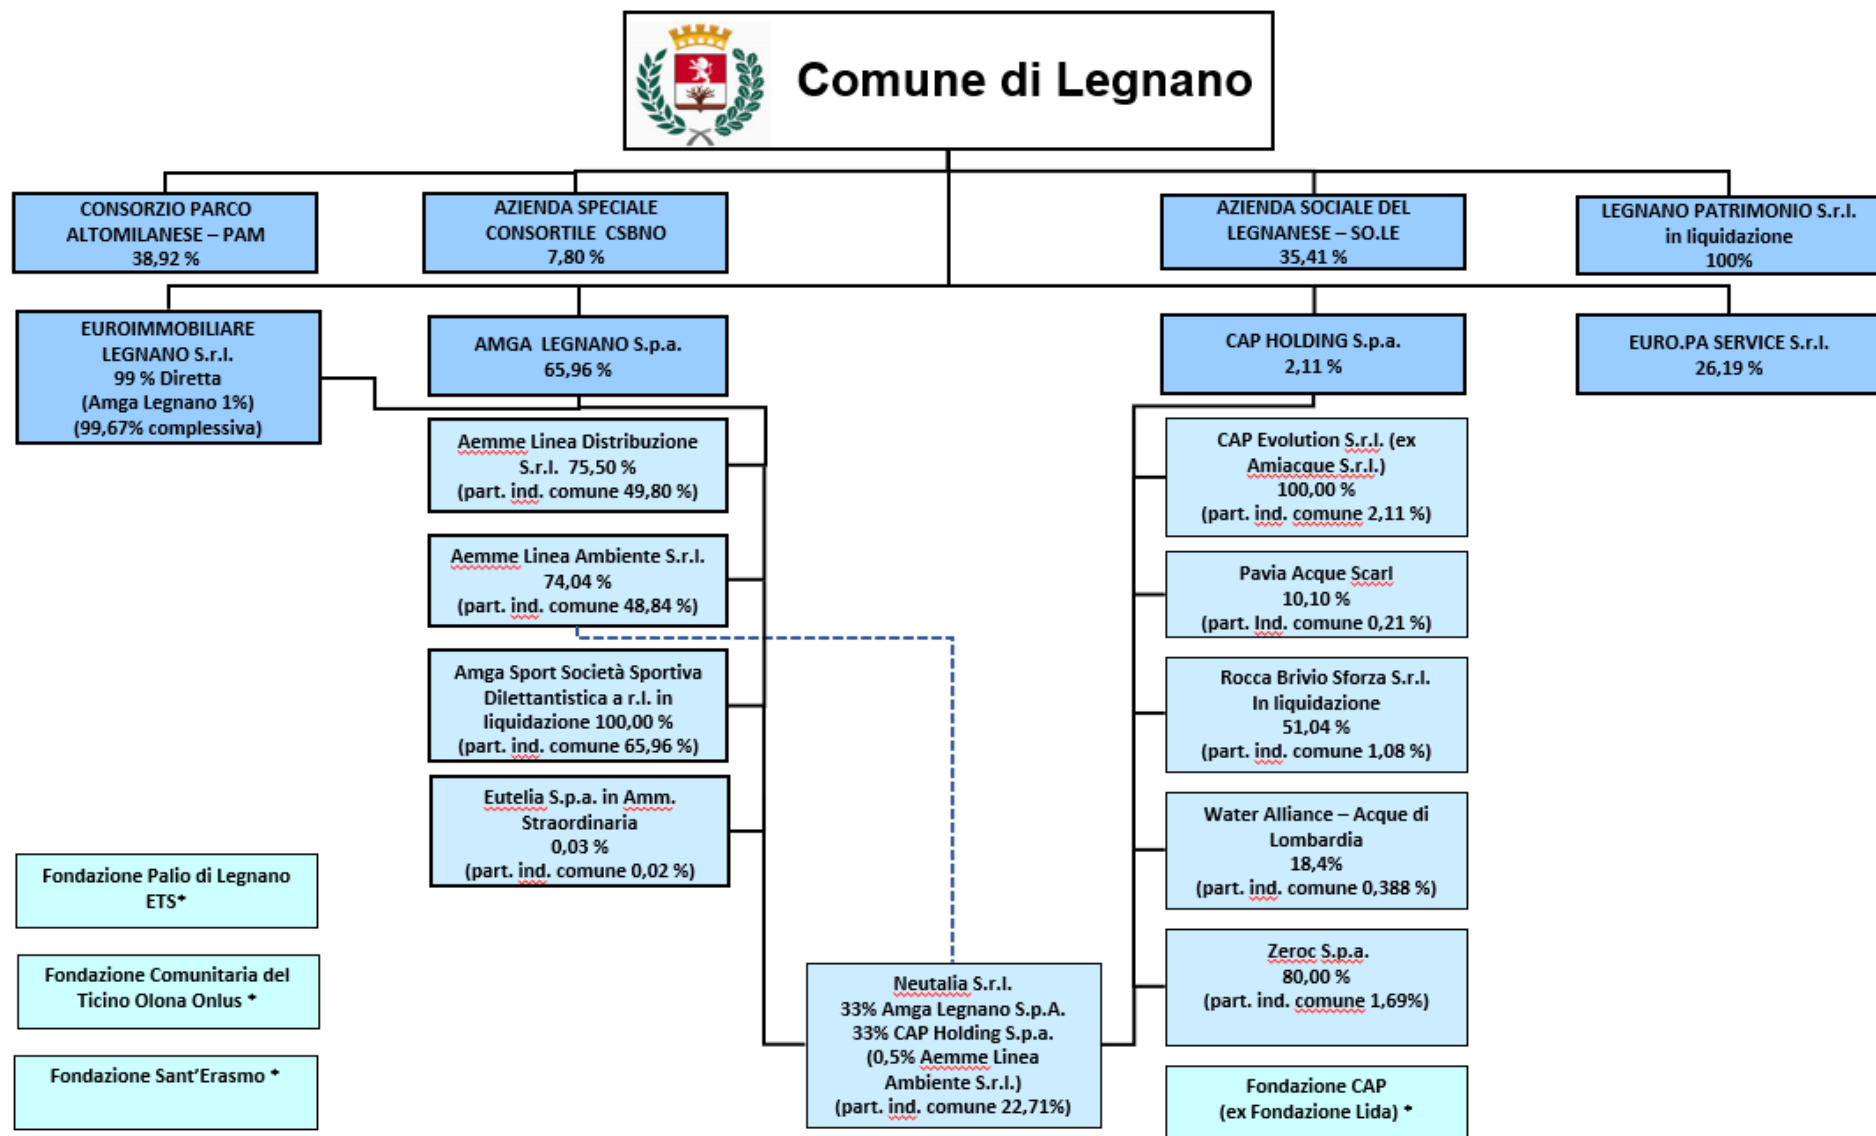 Comune di Legnano
CONSORZIO PARCO
ALTOMILANESE – PAM
38,92 %
AZIENDA SPECIALE
CONSORTILE CSBNO
7,80 %
AZIENDA SOCIALE DEL
LEGNANESE – SO.LE
35,41 %
LEGNANO PATRIMONIO S.r.l.
in liquidazione
100%
EUROIMMOBILIARE
LEGNANO S.r.l.
99 % Diretta
(Amga Legnano 1%)
(99,67% complessiva)
AMGA LEGNANO S.p.a.
65,96 %
CAP HOLDING S.p.a.
2,11 %
EURO.PA SERVICE S.r.l.
26,19 %
Aemme Linea Distribuzione
S.r.l. 75,50 %
(part. ind. comune 49,80 %)
Aemme Linea Ambiente S.r.l.
74,04 %
(part. ind. comune 48,84 %)
Amga Sport Società Sportiva
Dilettantistica a r.l. in
liquidazione 100,00 %
(part. ind. comune 65,96 %)
Eutelia S.p.a. in Amm.
Straordinaria
0,03 %
(part. ind. comune 0,02 %)
CAP Evolution S.r.l. (ex
Amiacque S.r.l.)
100,00 %
(part. ind. comune 2,11 %)
Pavia Acque Scarl
10,10 %
(part. Ind. comune 0,21 %)
Rocca Brivio Sforza S.r.l.
In liquidazione
51,04 %
(part. ind. comune 1,08 %)
Water Alliance – Acque di
Lombardia
18,4%
(part. ind. comune 0,388 %)
Zeroc S.p.a.
80,00 %
(part. ind. comune 1,69%)
Neutalia S.r.l.
33% Amga Legnano S.p.A.
33% CAP Holding S.p.a.
(0,5% Aemme Linea
Ambiente S.r.l.)
(part. ind. comune 22,71%)
Fondazione Palio di Legnano
ETS*
Fondazione Comunitaria del
Ticino Olona Onlus *
Fondazione Sant'Erasmo *
Fondazione CAP
(ex Fondazione Lida) *